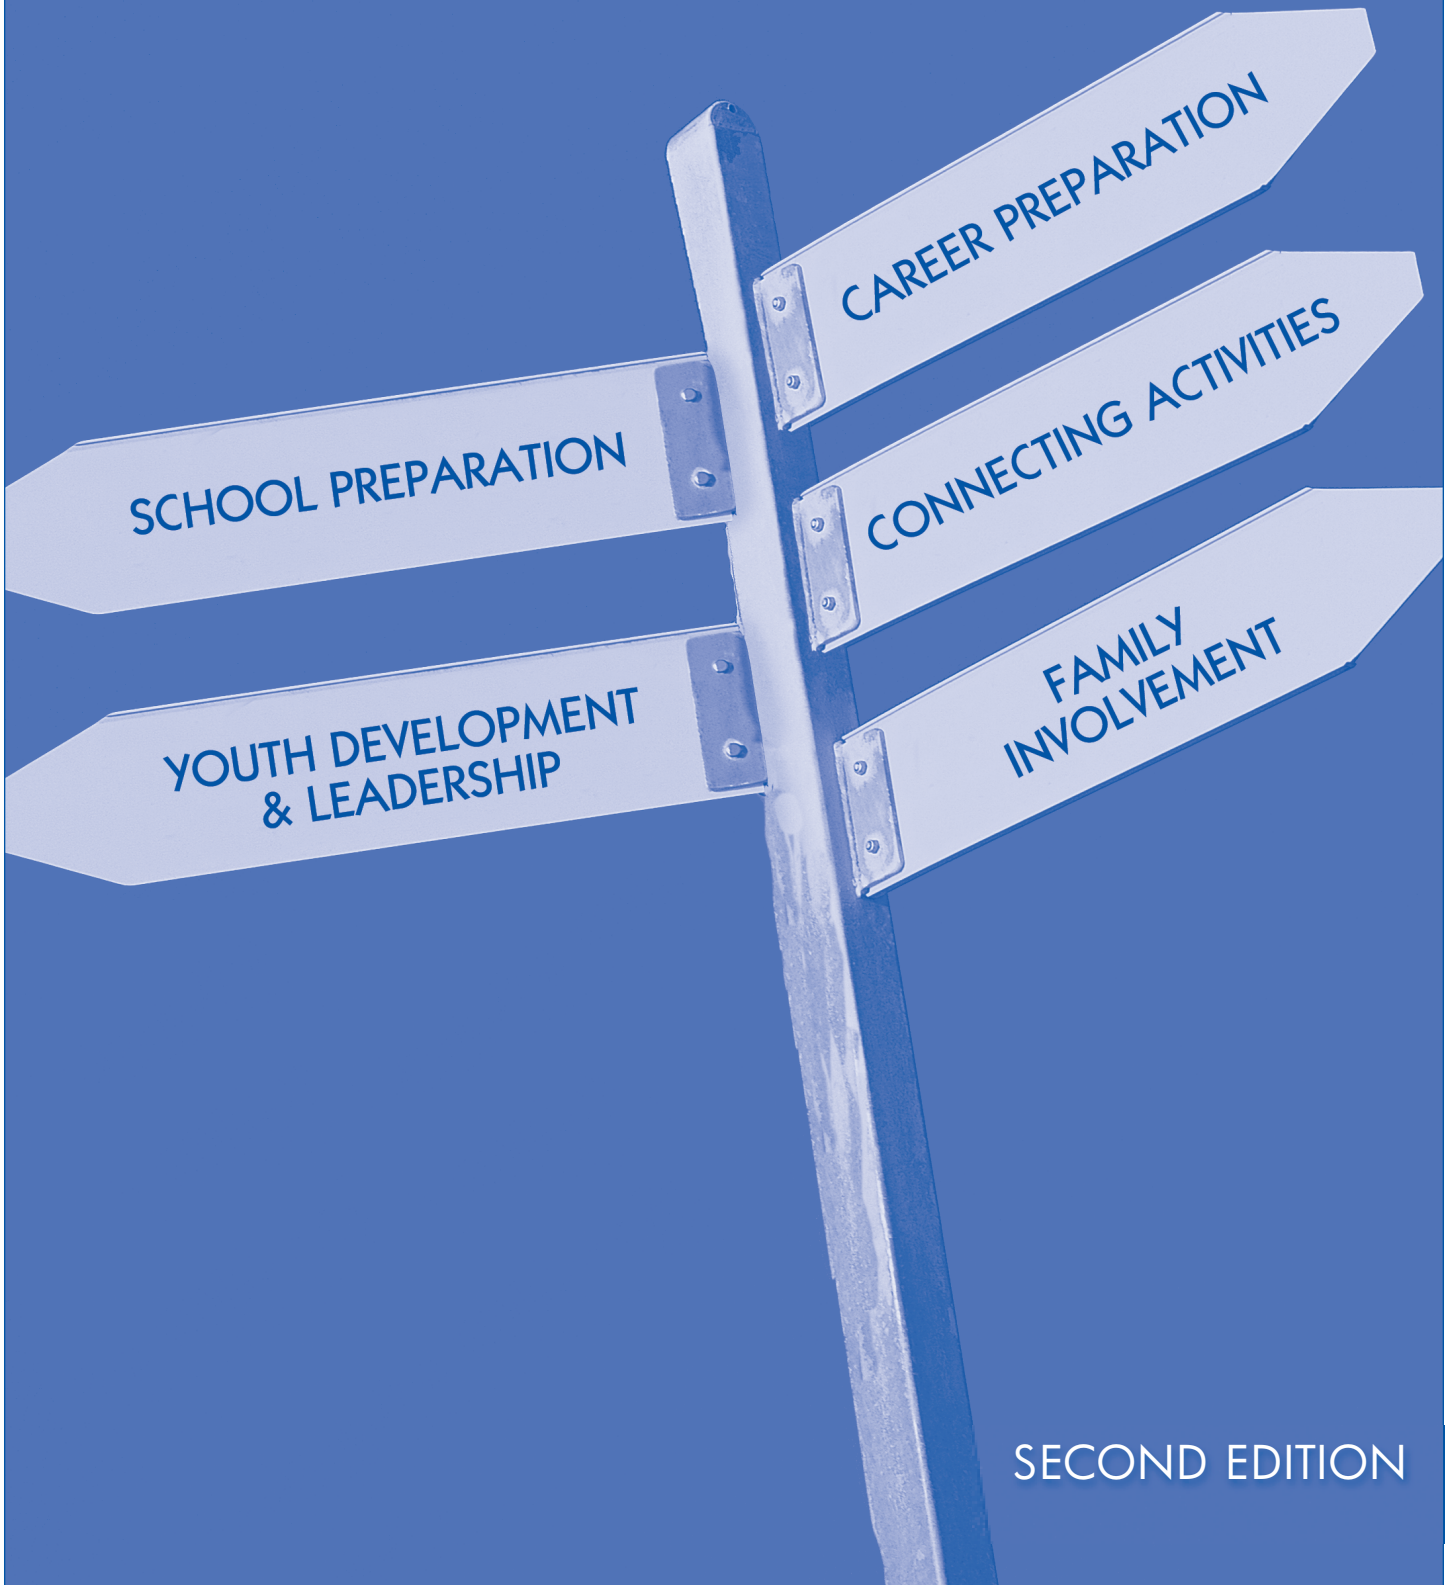 CAREER PREPARATION
CONNECTING ACTIVITIES
SCHOOL PREPARATION
FAMILY
INVOLVEMENT
YOUTH DEVELOPMENT
& LEADERSHIP
SECOND EDITION